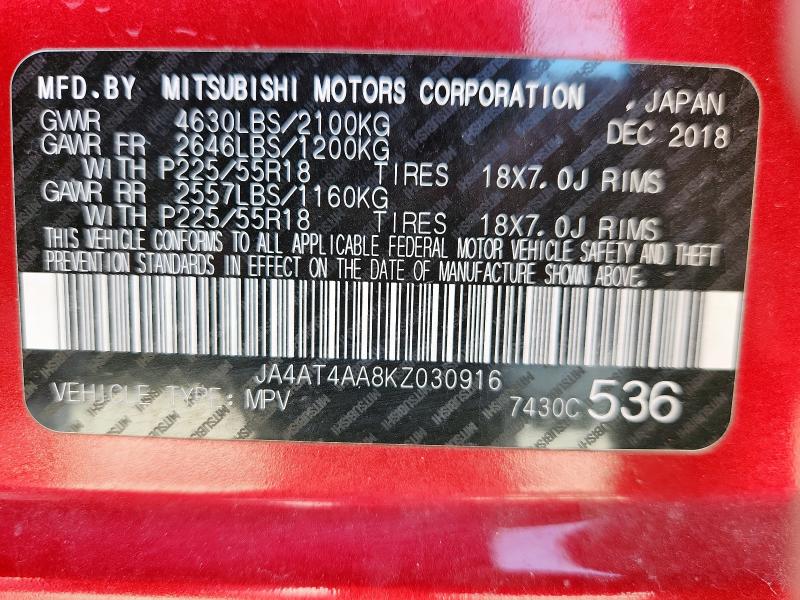 MFD.BY MITSUBISHI MOTORS CORPORATION , JAPAN
GVWR 4630LBS/2100KG DEC 2018
GAWR FR 2646LBS/1200KG
WITH P225/55R18 TIRES 18X7.0J RIMS
GAWR RR 2557LBS/1160KG
WITH P225/55R18 TIRES 18X7.0J RIMS
THIS VEHICLE CONFORMS TO ALL APPLICABLE FEDERAL MOTOR VEHICLE SAFETY AND THEFT
PREVENTION STANDARDS IN EFFECT ON THE DATE OF MANUFACTURE SHOWN ABOVE.
JA4AT4AA8KZ030916
VEHICLE TYPE: MPV 7430C 536